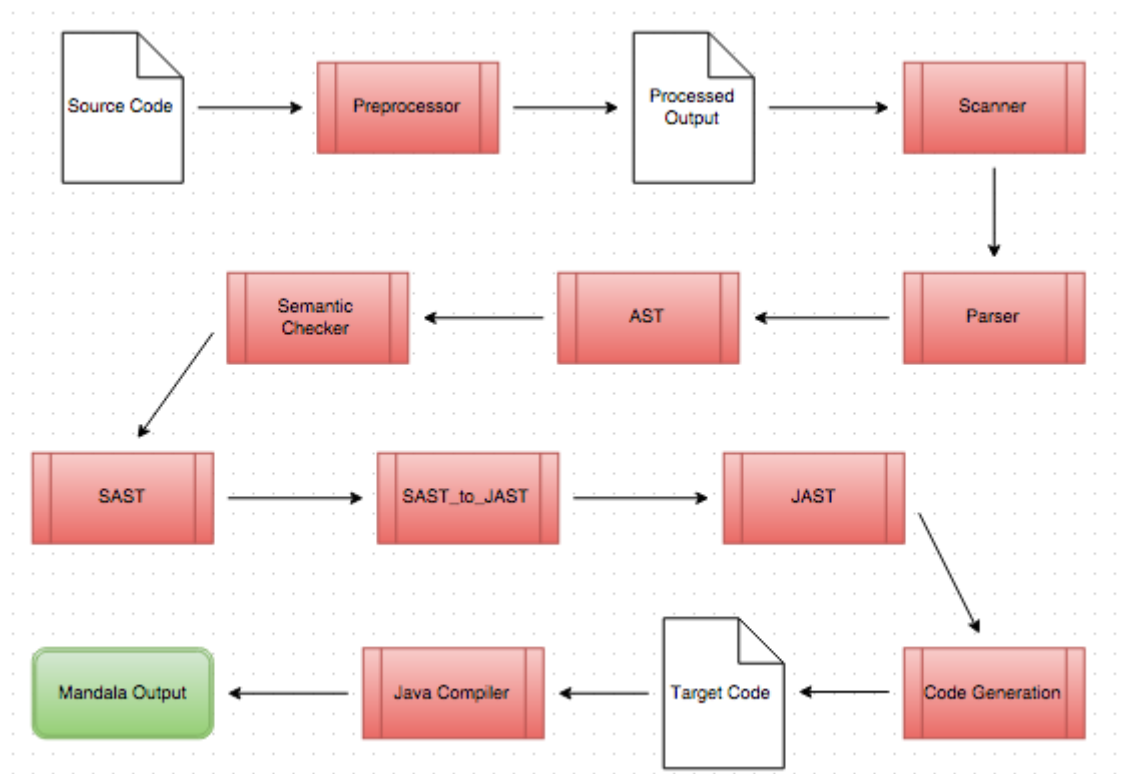 Source Code
Preprocessor
Processed
Output
Scanner
Parser
AST
Semantic
Checker
SAST
SAST_to_JAST
JAST
Code Generation
Target Code
Java Compiler
Mandala Output